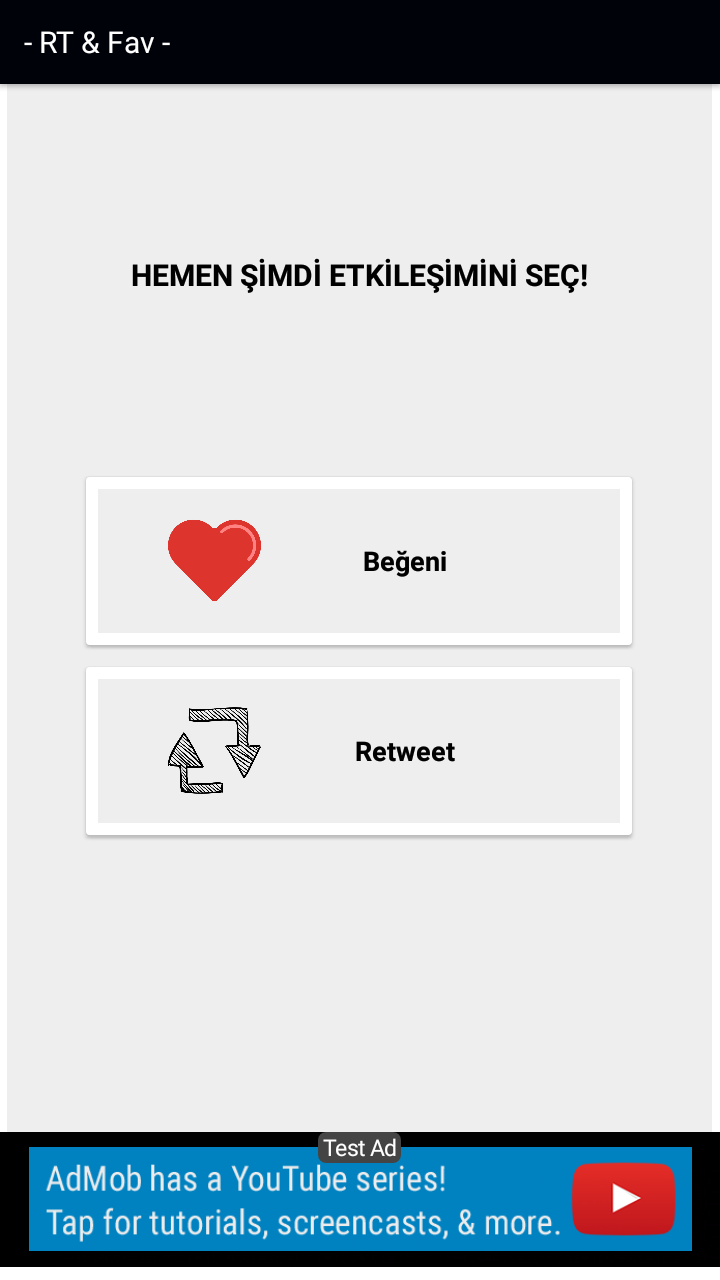 - RT & Fav -
HEMEN ŞİMDİ ETKİLEŞİMİNİ SEÇ!
Beğeni
Retweet
Test Ad
AdMob has a YouTube series!
Tap for tutorials, screencasts, & more.